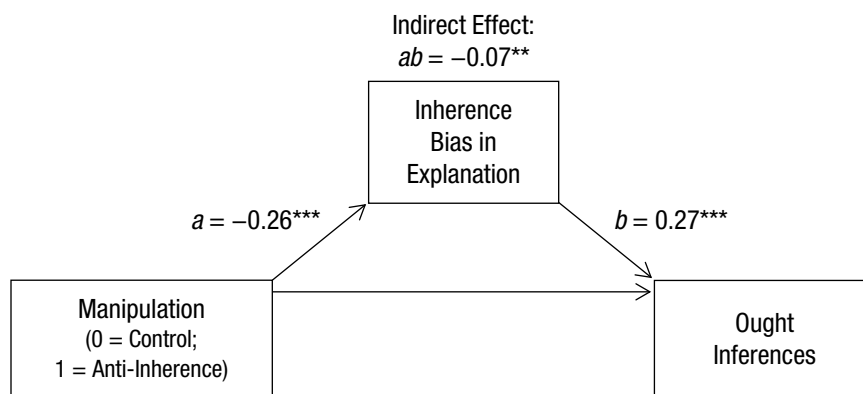 Indirect Effect:
ab = −0.07**
Inherence
Bias in
Explanation
a = −0.26***
b = 0.27***
Manipulation
(0 = Control;
1 = Anti-Inherence)
Ought
Inferences